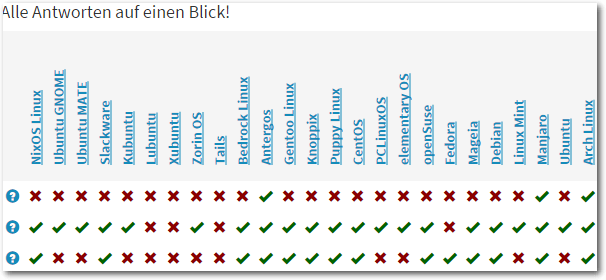 Alle Antworten auf einen Blick!
NixOS Linux
Ubuntu GNOME
Ubuntu MATE
Slackware
Kubuntu
Lubuntu
Xubuntu
Zorin OS
Tails
Bedrock Linux
Antergos
Gentoo Linux
Knoppix
Puppy Linux
CentOS
PCLinuxOS
elementary OS
openSuse
Fedora
Mageia
Debian
Linux Mint
Manjaro
Ubuntu
Arch Linux